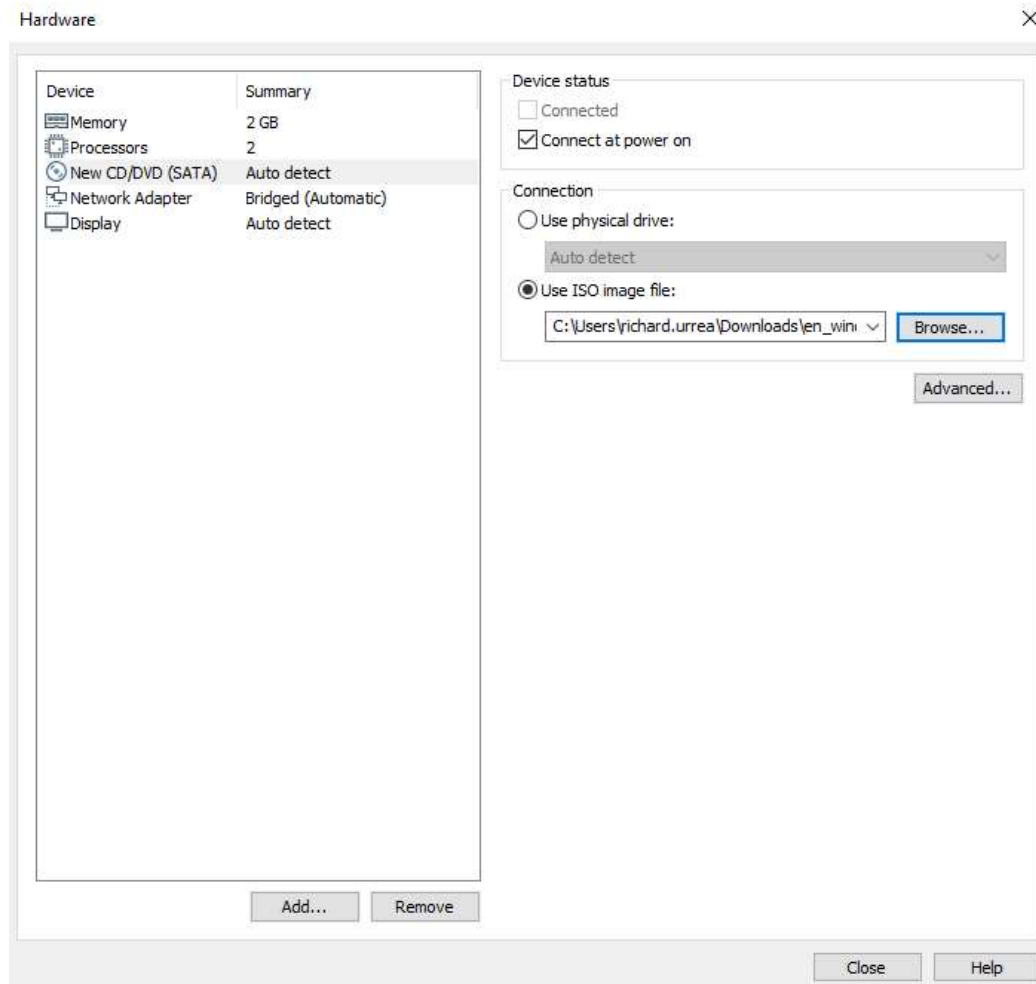 Hardware
Device Summary
Memory 2 GB
Processors 2
New CD/DVD (SATA) Auto detect
Network Adapter Bridged (Automatic)
Display Auto detect
Add... Remove
Device status
Connected
Connect at power on
Connection
Use physical drive:
Auto detect
Use ISO image file:
C:\Users\richard.urrea\Downloads\en_win Browse...
Advanced...
Close Help